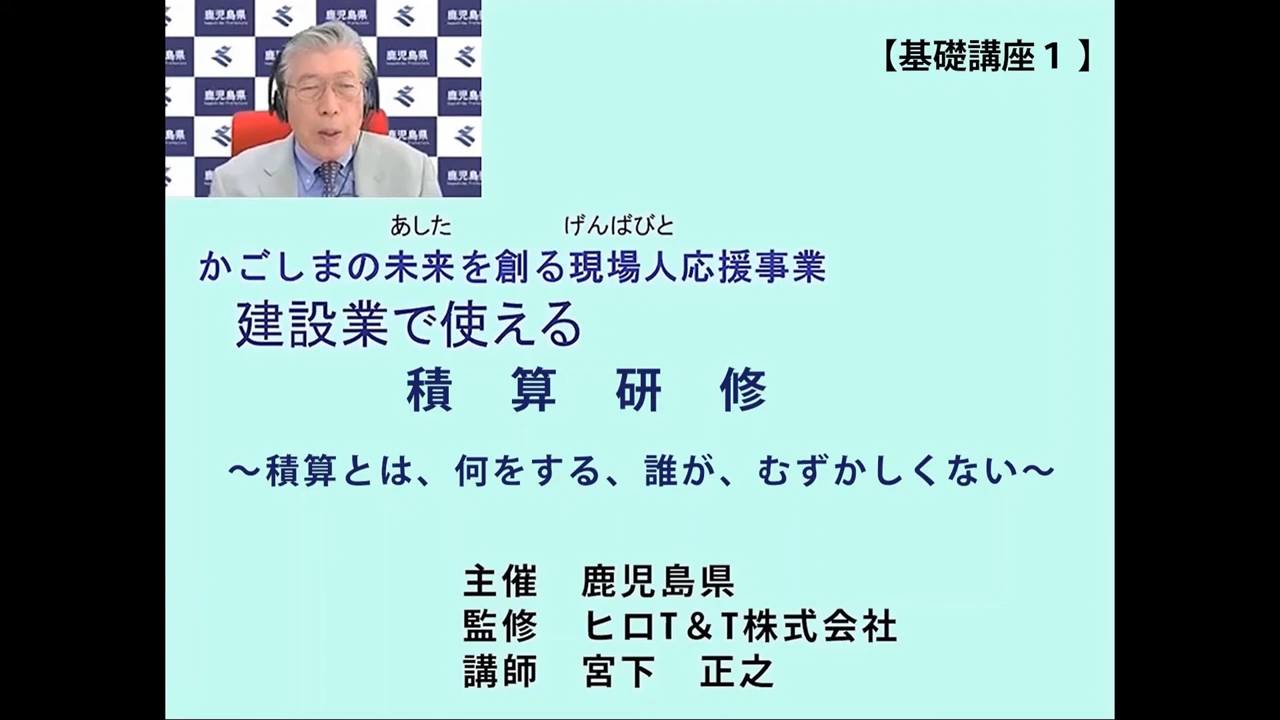 鹿児島県
【基礎講座１】
あした げんばびと
かごしまの未来を創る現場人応援事業
建設業で使える
積 算 研 修
～積算とは、何をする、誰が、むずかしくない～
主催 鹿児島県
監修 ヒロT＆T株式会社
講師 宮下 正之